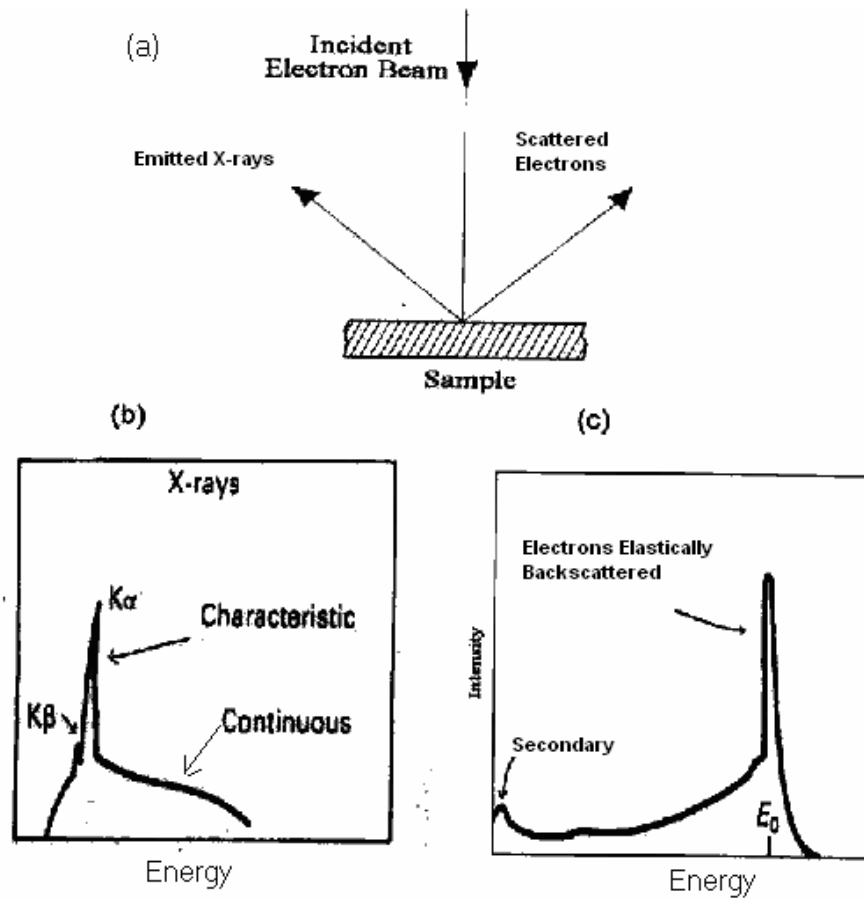 (a)
Incident
Electron Beam
Emitted X-rays
Scattered
Electrons
Sample
(b)
X-rays
Kα
Characteristic
Kβ
Continuous
Energy
(c)
Electrons Elastically
Backscattered
Intensity
Secondary
E₀
Energy